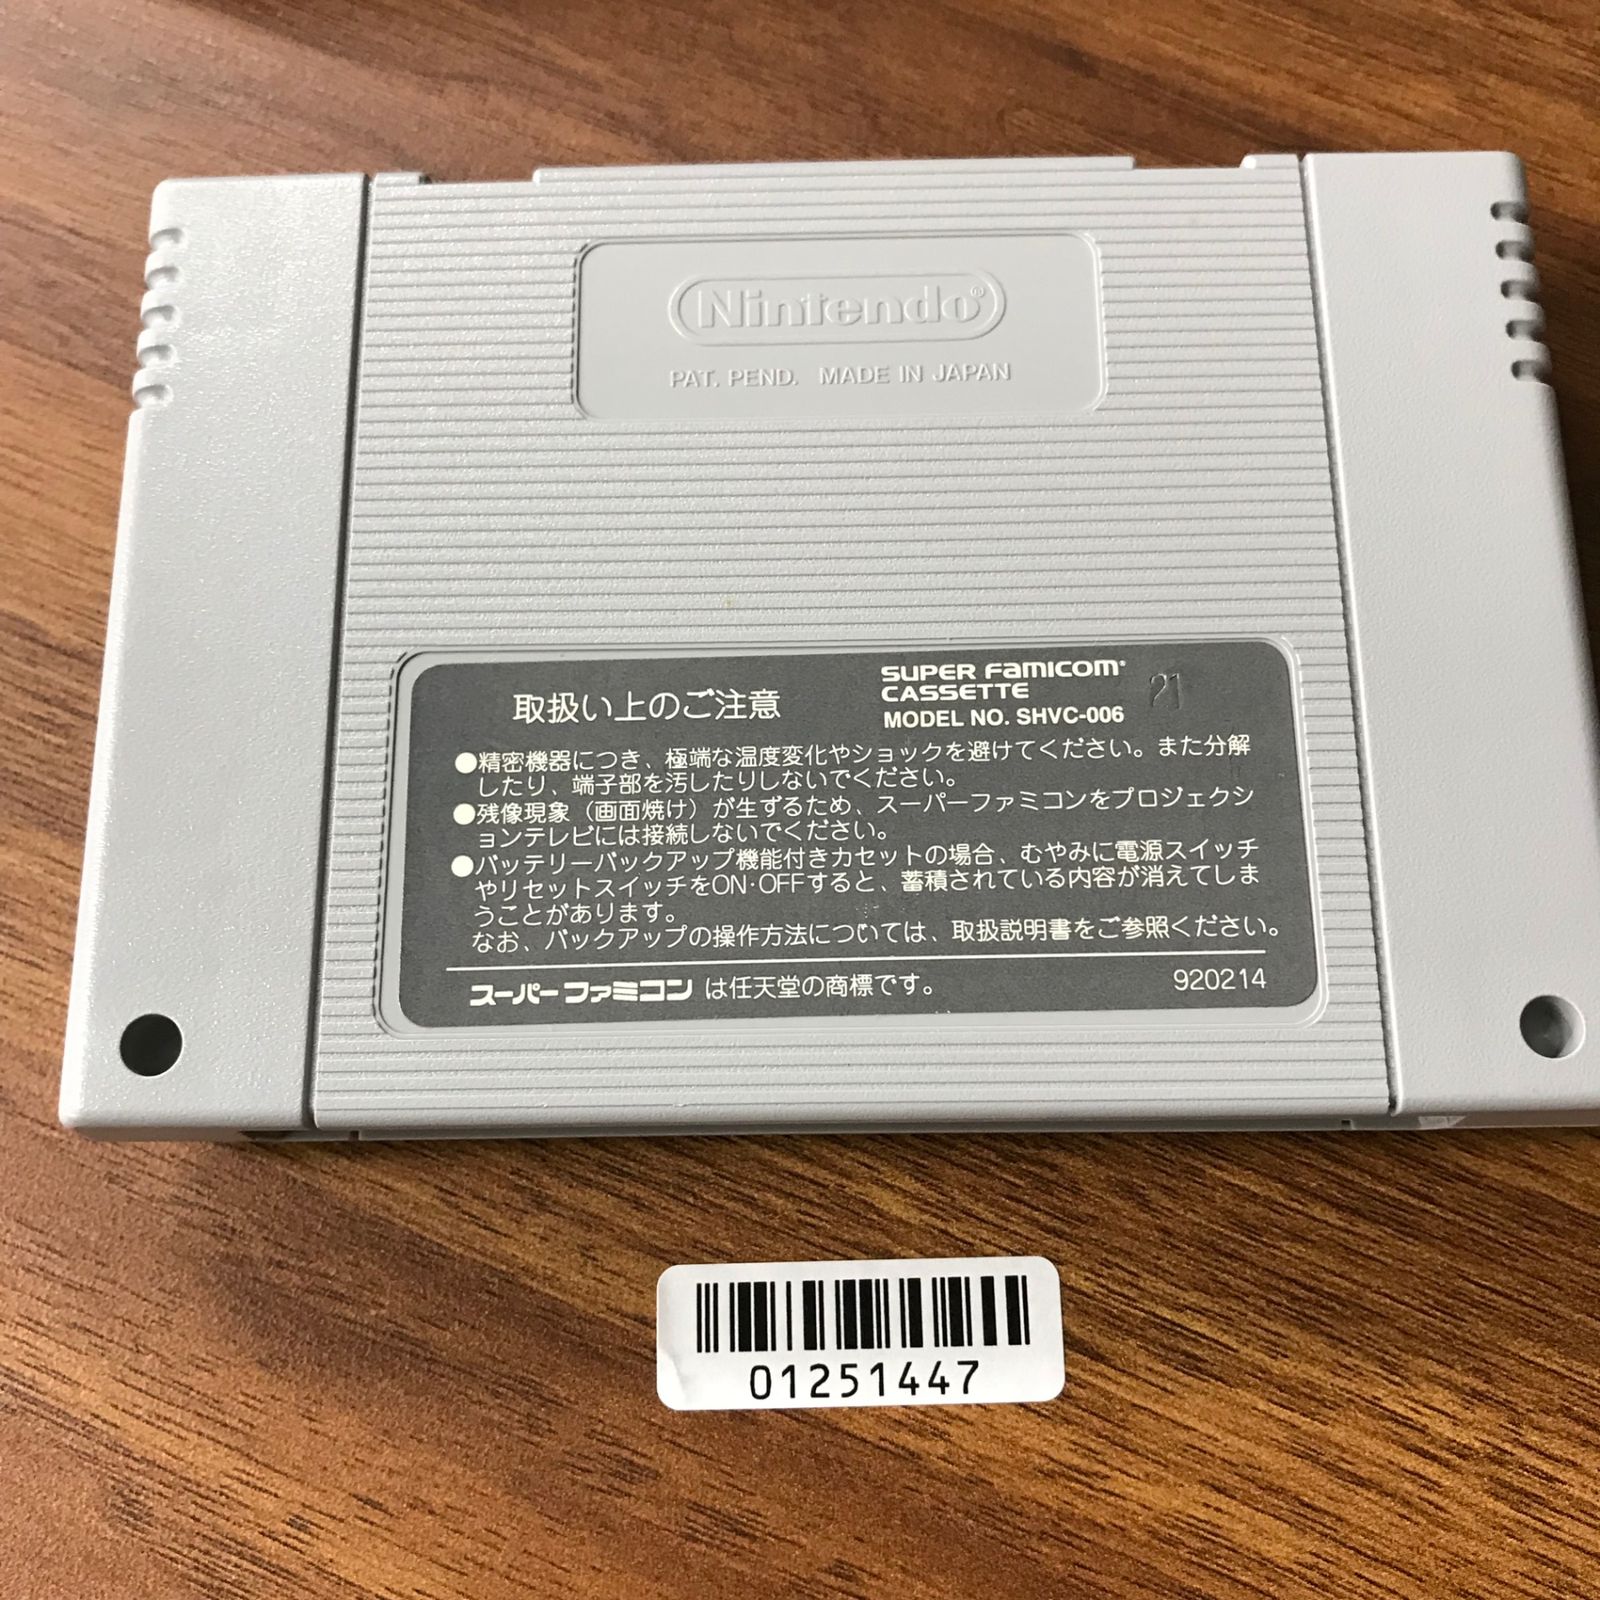 Nintendo®
PAT. PEND. MADE IN JAPAN
取扱い上のご注意
SUPER FAMICOM®
CASSETTE
MODEL NO. SHVC-006
21
●精密機器につき、極端な温度変化やショックを避けてください。また分解
したり、端子部を汚したりしないでください。
●残像現象（画面焼け）が生ずるため、スーパーファミコンをプロジェクシ
ョンテレビには接続しないでください。
●バッテリーバックアップ機能付きカセットの場合、むやみに電源スイッチ
やリセットスイッチをON･OFFすると、蓄積されている内容が消えてしま
うことがあります。
なお、バックアップの操作方法については、取扱説明書をご参照ください。
スーパーファミコン は任天堂の商標です。
920214
01251447